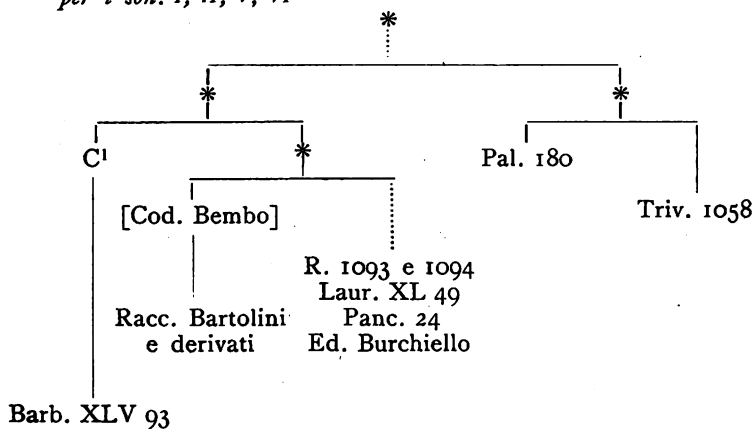 per i son. I, II, V, VI
*
* *
C¹ * Pal. 180
[Cod. Bembo] Triv. 1058
R. 1093 e 1094
Laur. XL 49
Racc. Bartolini Panc. 24
e derivati Ed. Burchiello
Barb. XLV 93